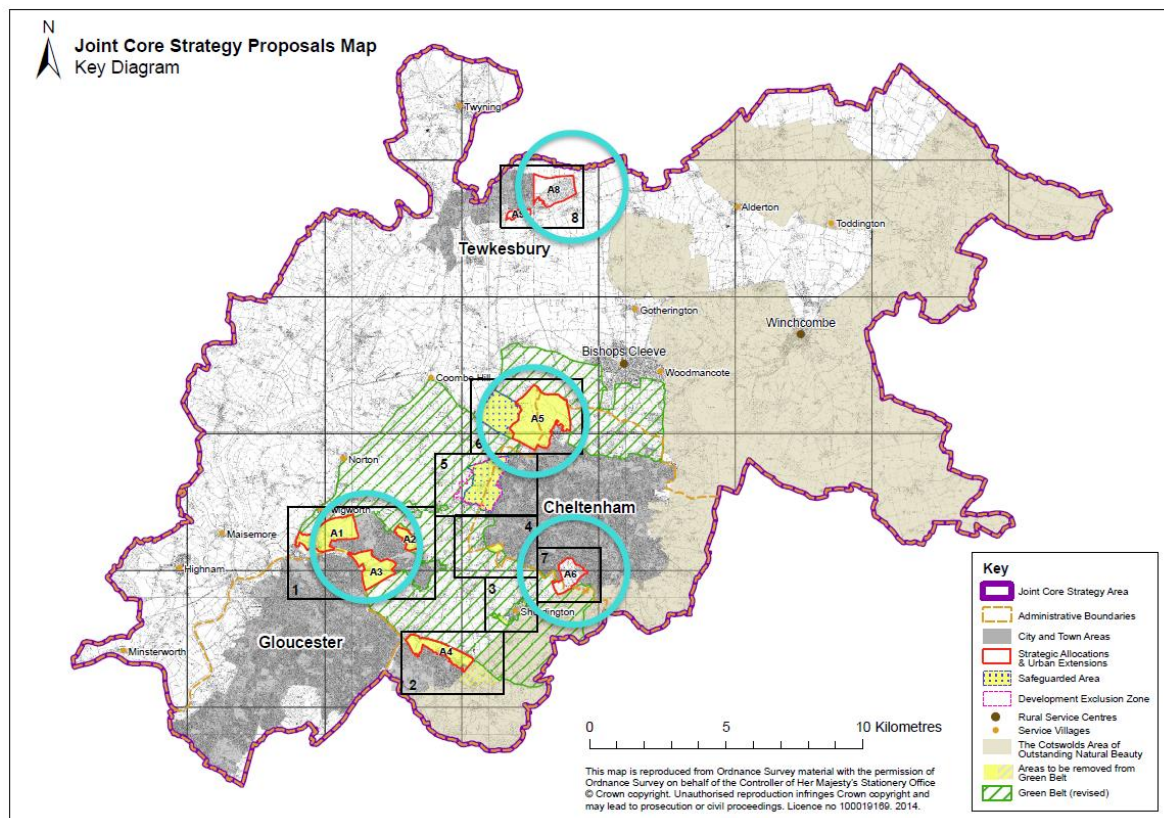 N
Joint Core Strategy Proposals Map
Key Diagram
Twyning
A8
A9
8
Tewkesbury
Alderton
Toddington
Gotherington
Winchcombe
Bishops Cleeve
Woodmancote
Coombe Hill
A5
6
Norton
5
Cheltenham
Twigworth
4
A1
A2
Maisemore
7
A3
A6
Highnam
1
3
Shurdington
Gloucester
Minsterworth
A4
2
0 5 10 Kilometres
This map is reproduced from Ordnance Survey material with the permission of
Ordnance Survey on behalf of the Controller of Her Majesty's Stationery Office
© Crown copyright. Unauthorised reproduction infringes Crown copyright and
may lead to prosecution or civil proceedings. Licence no 100019169. 2014.
Key
Joint Core Strategy Area
Administrative Boundaries
City and Town Areas
Strategic Allocations
& Urban Extensions
Safeguarded Area
Development Exclusion Zone
Rural Service Centres
Service Villages
The Cotswolds Area of
Outstanding Natural Beauty
Areas to be removed from
Green Belt
Green Belt (revised)